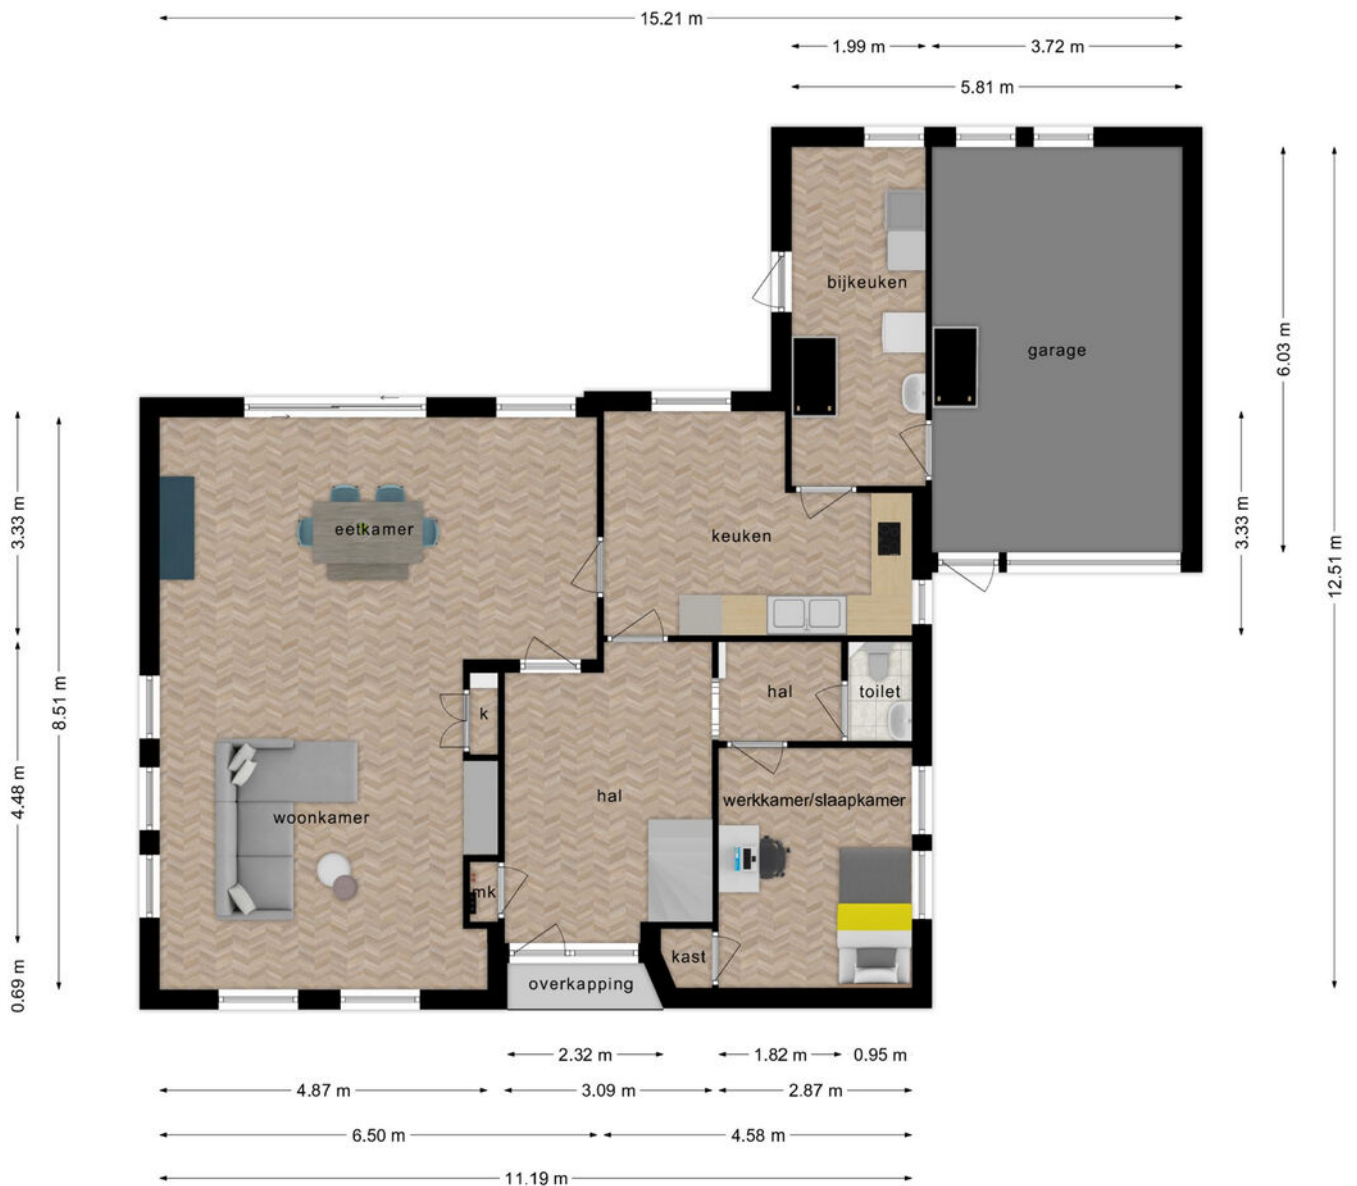 15.21 m
1.99 m
3.72 m
5.81 m
bijkeuken
garage
6.03 m
3.33 m
3.33 m
12.51 m
eetkamer
keuken
8.51 m
hal
toilet
k
4.48 m
hal
werkkamer/slaapkamer
woonkamer
mk
kast
0.69 m
overkapping
2.32 m
1.82 m
0.95 m
4.87 m
3.09 m
2.87 m
6.50 m
4.58 m
11.19 m